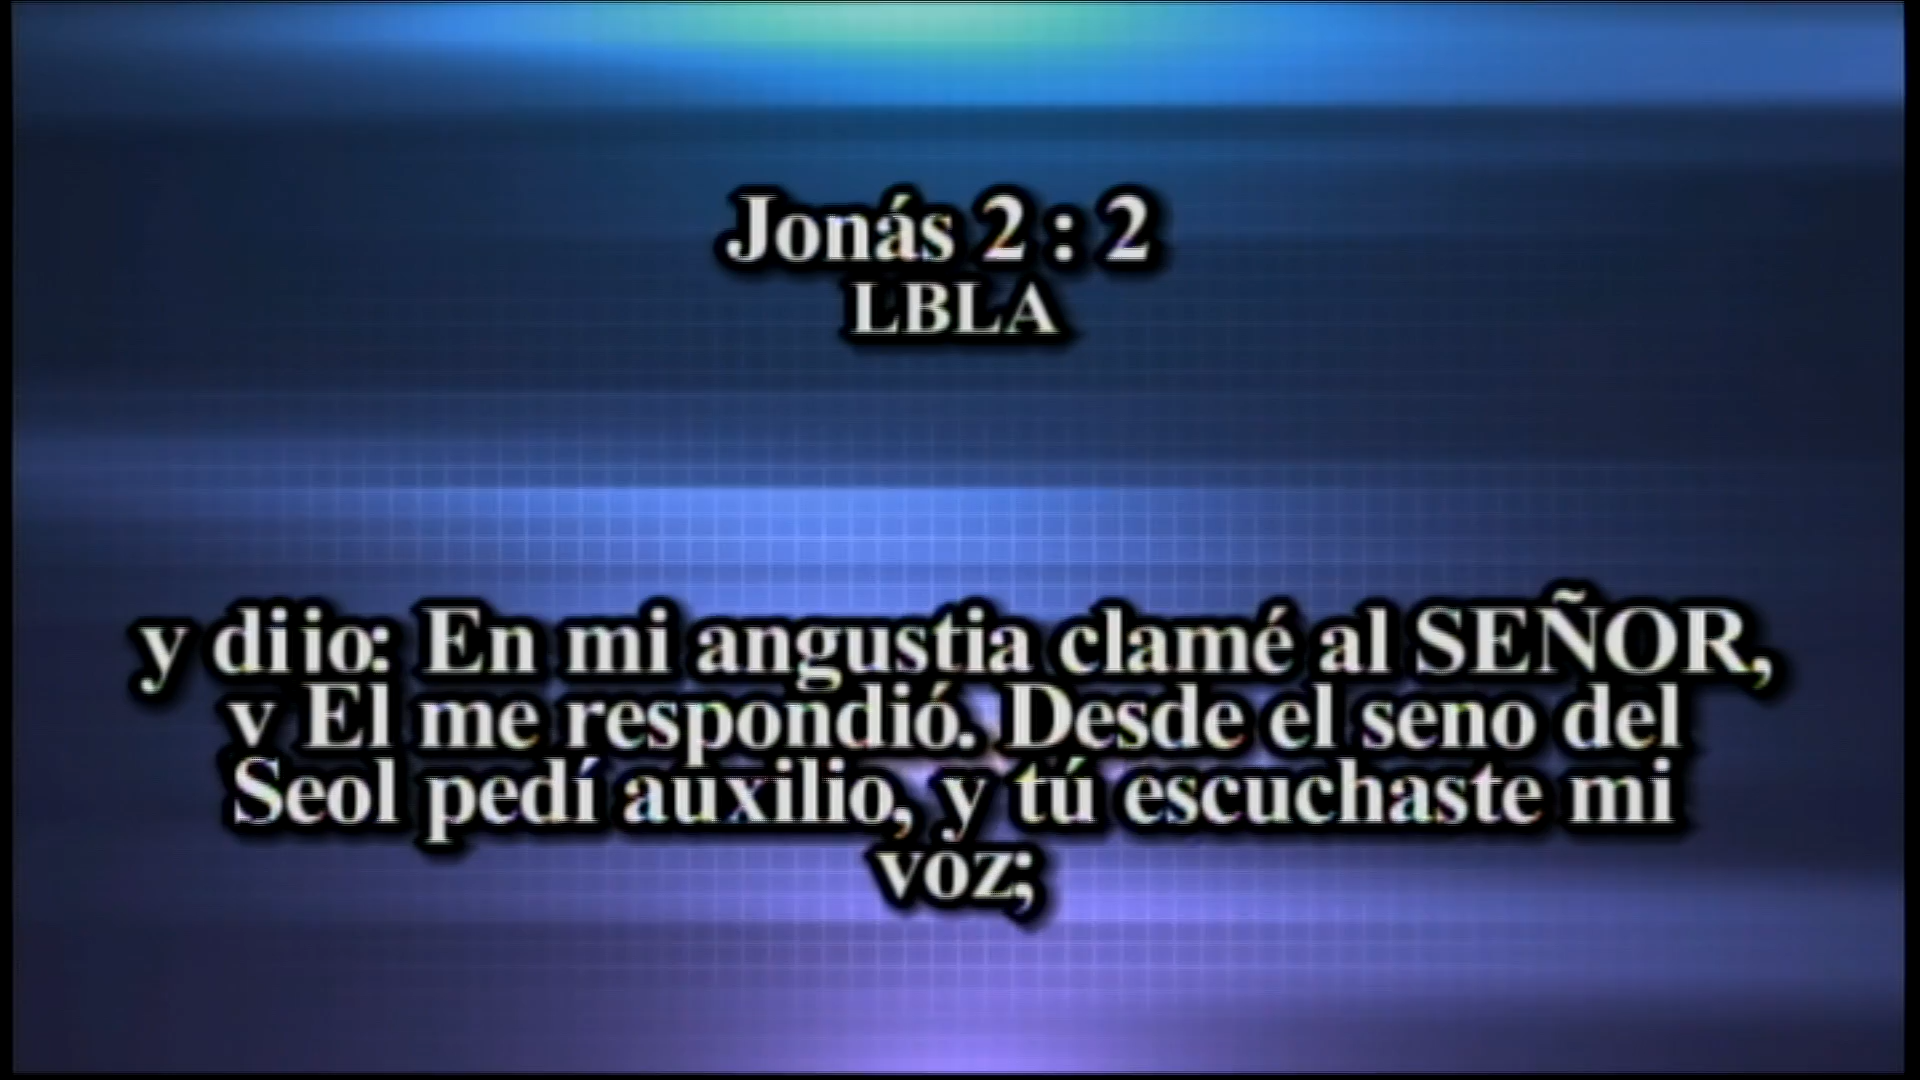 Jonás 2 : 2
LBLA
y dijo: En mi angustia clamé al SEÑOR,
y El me respondió. Desde el seno del
Seol pedí auxilio, y tú escuchaste mi
voz;